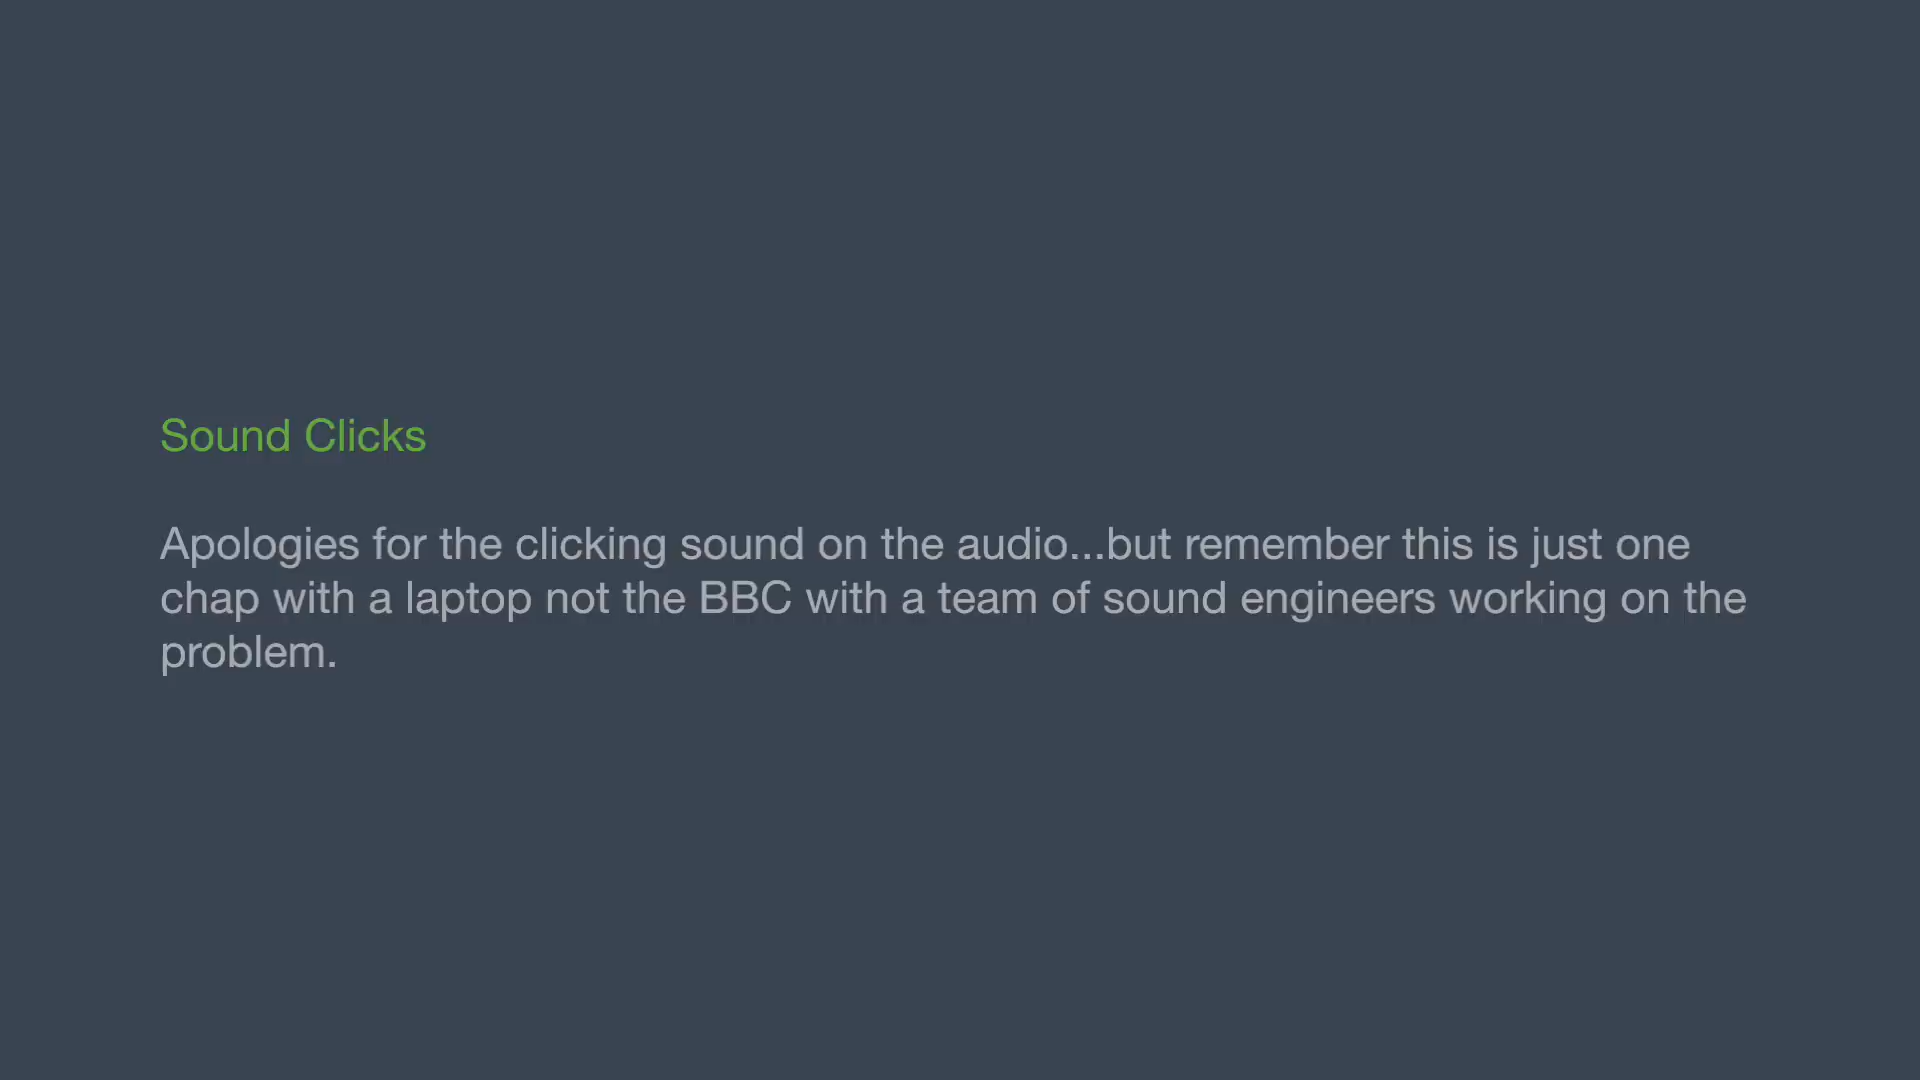 Sound Clicks
Apologies for the clicking sound on the audio...but remember this is just one
chap with a laptop not the BBC with a team of sound engineers working on the
problem.